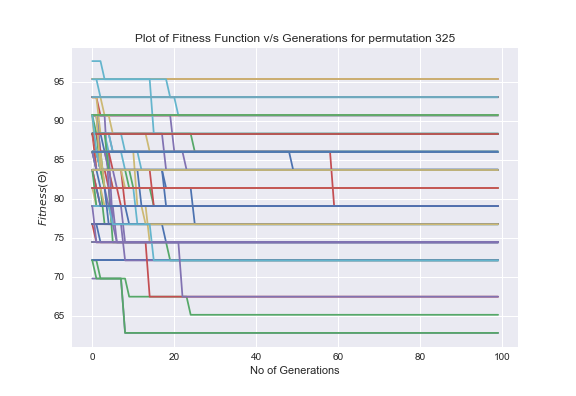 Plot of Fitness Function v/s Generations for permutation 325
Fitness(Θ)
95
90
85
80
75
70
65
0 20 40 60 80 100
No of Generations